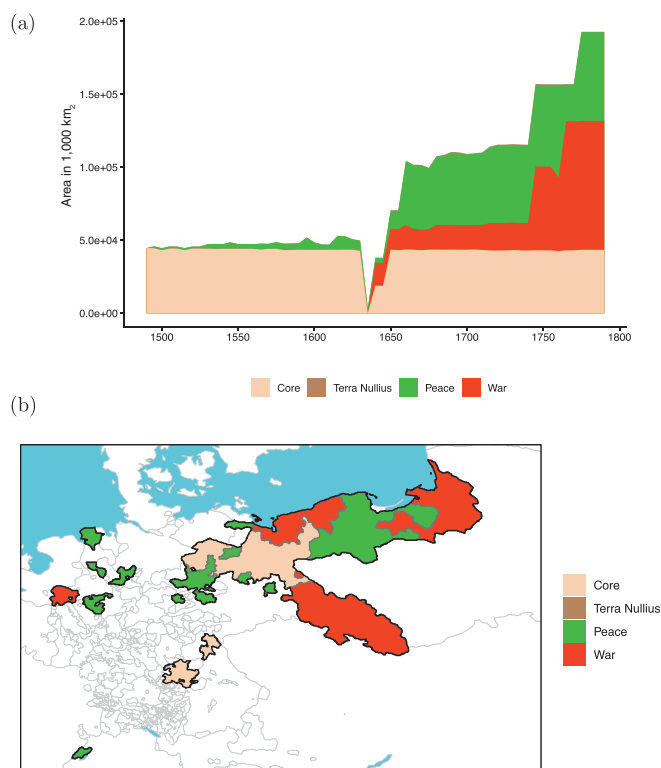 (a)
Area in 1,000 km2
2.0e+05
1.5e+05
1.0e+05
5.0e+04
0.0e+00
1500 1550 1600 1650 1700 1750 1800
Core Terra Nullius Peace War
(b)
Core
Terra Nullius
Peace
War